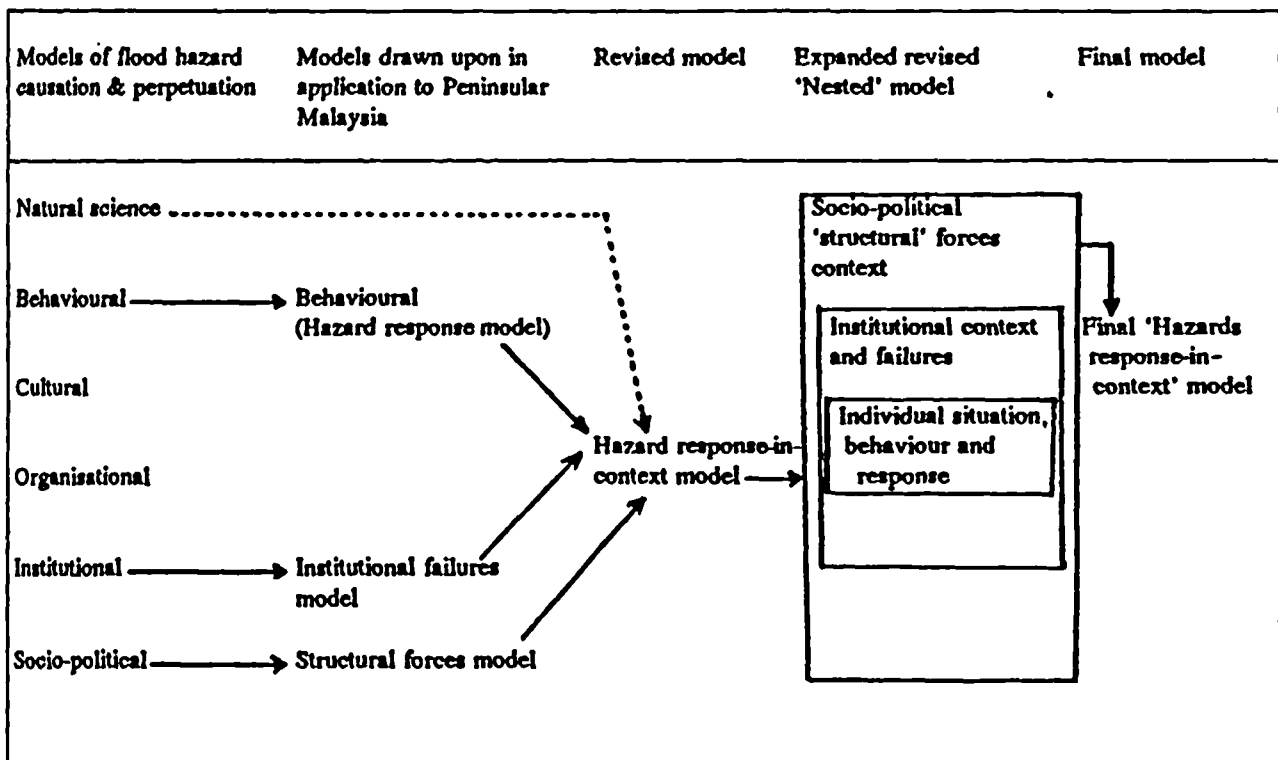 Models of flood hazard
causation & perpetuation
Models drawn upon in
application to Peninsular
Malaysia
Revised model
Expanded revised
'Nested' model
Final model
Natural science
Behavioural
Cultural
Organisational
Institutional
Socio-political
Behavioural
(Hazard response model)
Institutional failures
model
Structural forces model
Hazard response-in-
context model
Socio-political
'structural' forces
context
Institutional context
and failures
Individual situation,
behaviour and
response
Final 'Hazards
response-in-
context' model